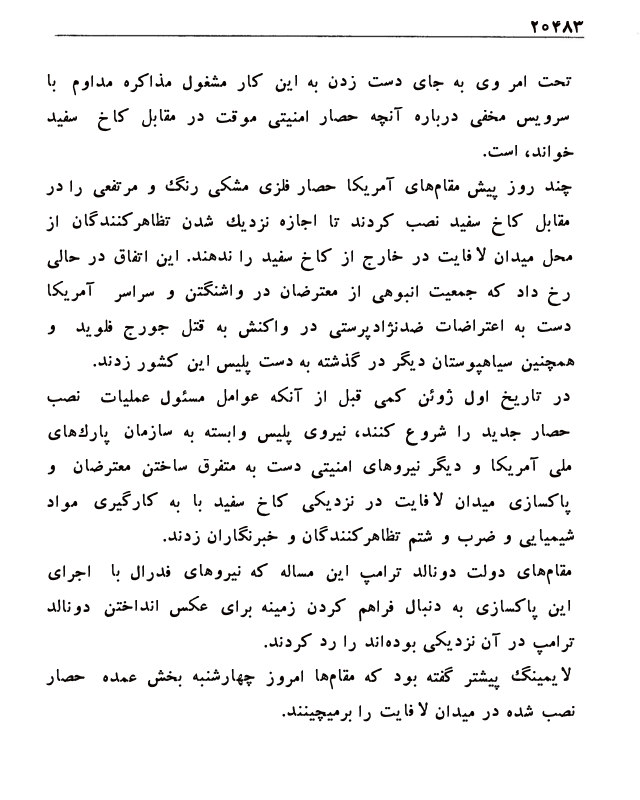 ۲۰۴۸۳
تحت امر وی به جای دست زدن به این کار مشغول مذاکره مداوم با
سرویس مخفی درباره آنچه حصار امنیتی موقت در مقابل کاخ سفید
خواند، است.
چند روز پیش مقام‌های آمریکا حصار فلزی مشکی رنگ و مرتفعی را در
مقابل کاخ سفید نصب کردند تا اجازه نزدیك شدن تظاهرکنندگان از
محل میدان لافایت در خارج از کاخ سفید را ندهند. این اتفاق در حالی
رخ داد که جمعیت انبوهی از معترضان در واشنگتن و سراسر آمریکا
دست به اعتراضات ضدنژادپرستی در واکنش به قتل جورج فلوید و
همچنین سیاهپوستان دیگر در گذشته به دست پلیس این کشور زدند.
در تاریخ اول ژوئن کمی قبل از آنکه عوامل مسئول عملیات نصب
حصار جدید را شروع کنند، نیروی پلیس وابسته به سازمان پارك‌های
ملی آمریکا و دیگر نیروهای امنیتی دست به متفرق ساختن معترضان و
پاکسازی میدان لافایت در نزدیکی کاخ سفید با به کارگیری مواد
شیمیایی و ضرب و شتم تظاهرکنندگان و خبرنگاران زدند.
مقام‌های دولت دونالد ترامپ این مساله که نیروهای فدرال با اجرای
این پاکسازی به دنبال فراهم کردن زمینه برای عکس انداختن دونالد
ترامپ در آن نزدیکی بوده‌اند را رد کردند.
لایمینگ پیشتر گفته بود که مقام‌ها امروز چهارشنبه بخش عمده حصار
نصب شده در میدان لافایت را برمیچینند.